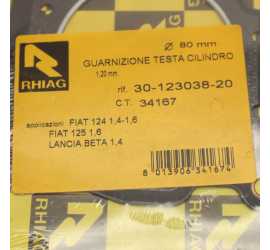 Ø 80 mm
GUARNIZIONE TESTA CILINDRO
1,20 mm.
RHIAG
rif. 30-123038-20
C.T. 34167
applicazioni FIAT 124 1,4-1,6
FIAT 125 1,6
LANCIA BETA 1,4
8 013906 341674
RHIAG